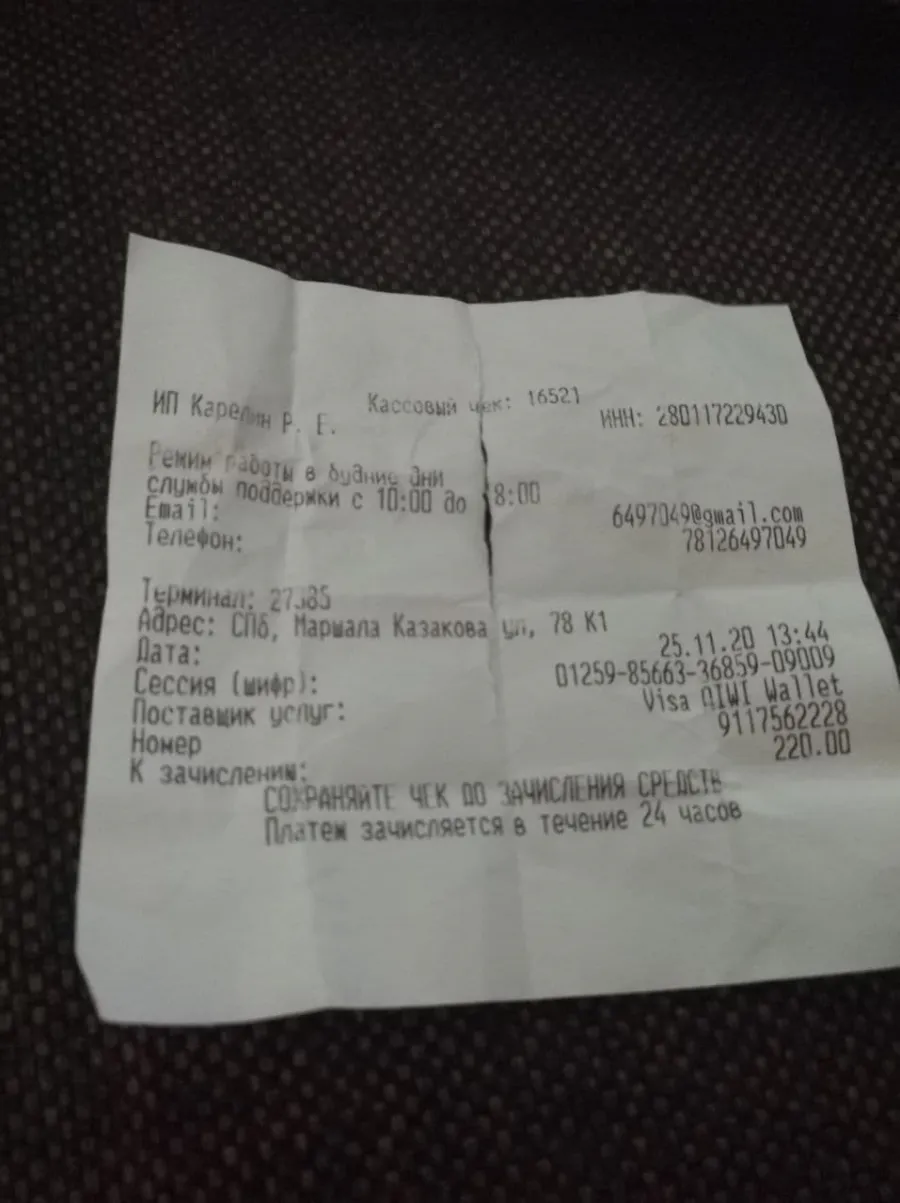 Кассовый чек: 16521
ИП Карелин Р. Е. ИНН: 280117229430
Режим работы в будние дни
службы поддержки с 10:00 до 18:00
Email: 6497049@gmail.com
Телефон: 78126497049
Терминал:
Адрес: СПб, Маршала Казакова ул, 78 К1
Дата: 25.11.20 13:44
Сессия (шифр): 01259-85663-36859-09009
Поставщик услуг: Visa QIWI Wallet
Номер 9117562228
К зачислению: 220.00
СОХРАНЯЙТЕ ЧЕК ДО ЗАЧИСЛЕНИЯ СРЕДСТВ
Платеж зачисляется в течение 24 часов